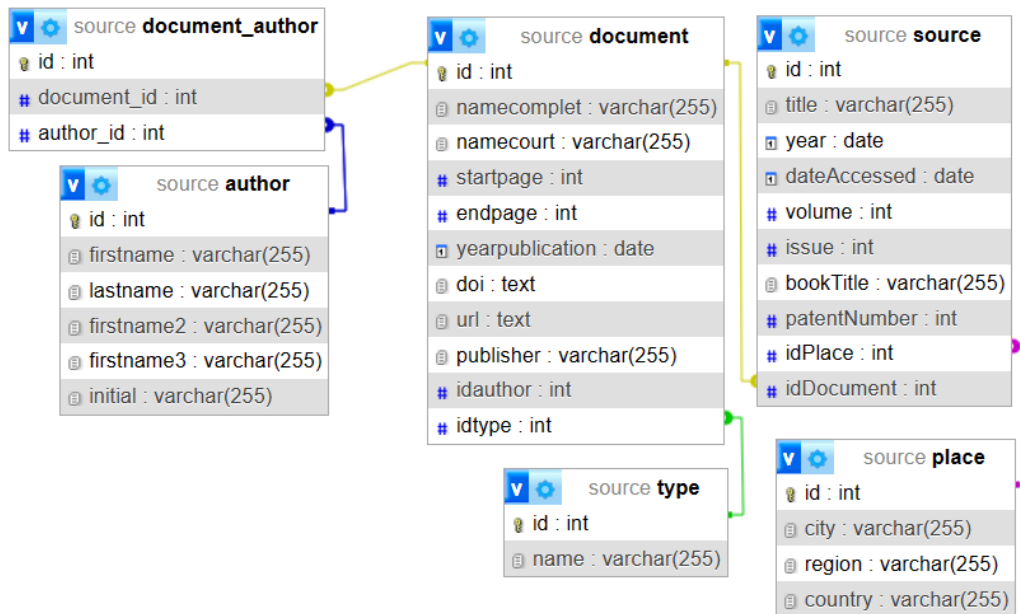 v source document_author
id : int
# document_id : int
# author_id : int
v source author
id : int
firstname : varchar(255)
lastname : varchar(255)
firstname2 : varchar(255)
firstname3 : varchar(255)
initial : varchar(255)
v source document
id : int
namecomplet : varchar(255)
namecourt : varchar(255)
# startpage : int
# endpage : int
yearpublication : date
doi : text
url : text
publisher : varchar(255)
# idauthor : int
# idtype : int
v source type
id : int
name : varchar(255)
v source source
id : int
title : varchar(255)
year : date
dateAccessed : date
# volume : int
# issue : int
bookTitle : varchar(255)
# patentNumber : int
# idPlace : int
# idDocument : int
v source place
id : int
city : varchar(255)
region : varchar(255)
country : varchar(255)